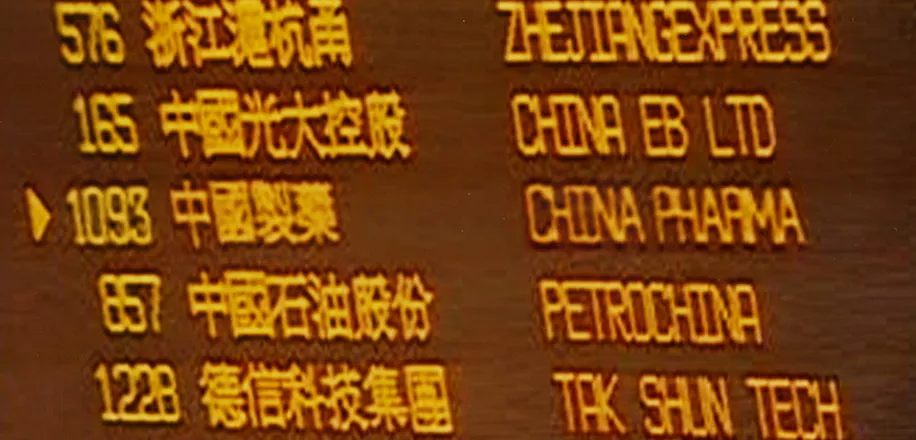 576 浙江滬杭甬 ZHEJIANGEXPRESS
165 中國光大控股 CHINA EB LTD
1093 中國製藥 CHINA PHARMA
857 中國石油股份 PETROCHINA
1228 德信科技集團 TAK SHUN TECH